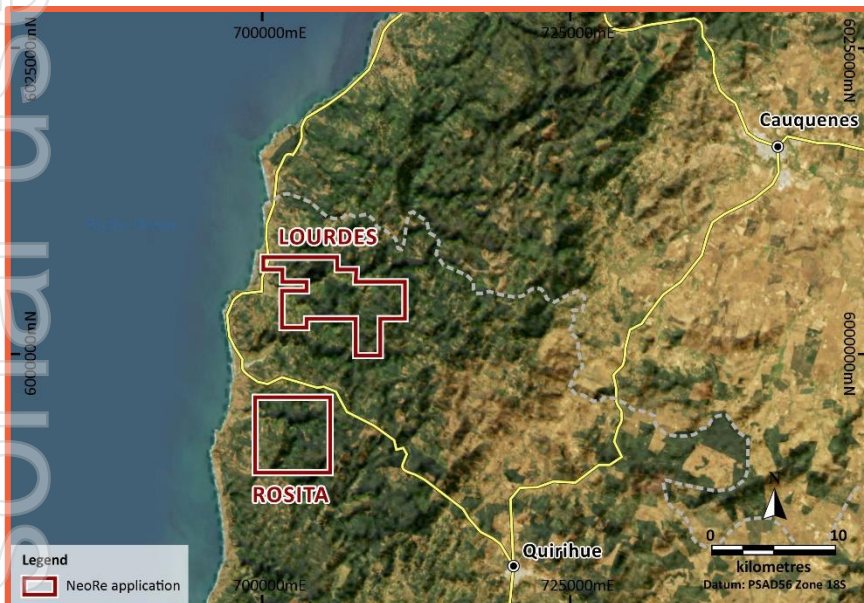 700000mE
725000mE
6025000mN
6025000mN
Cauquenes
LOURDES
6000000mN
6000000mN
ROSITA
N
0 10
kilometres
Datum: PSAD56 Zone 18S
Quirihue
Legend
NeoRe application
700000mE
725000mE